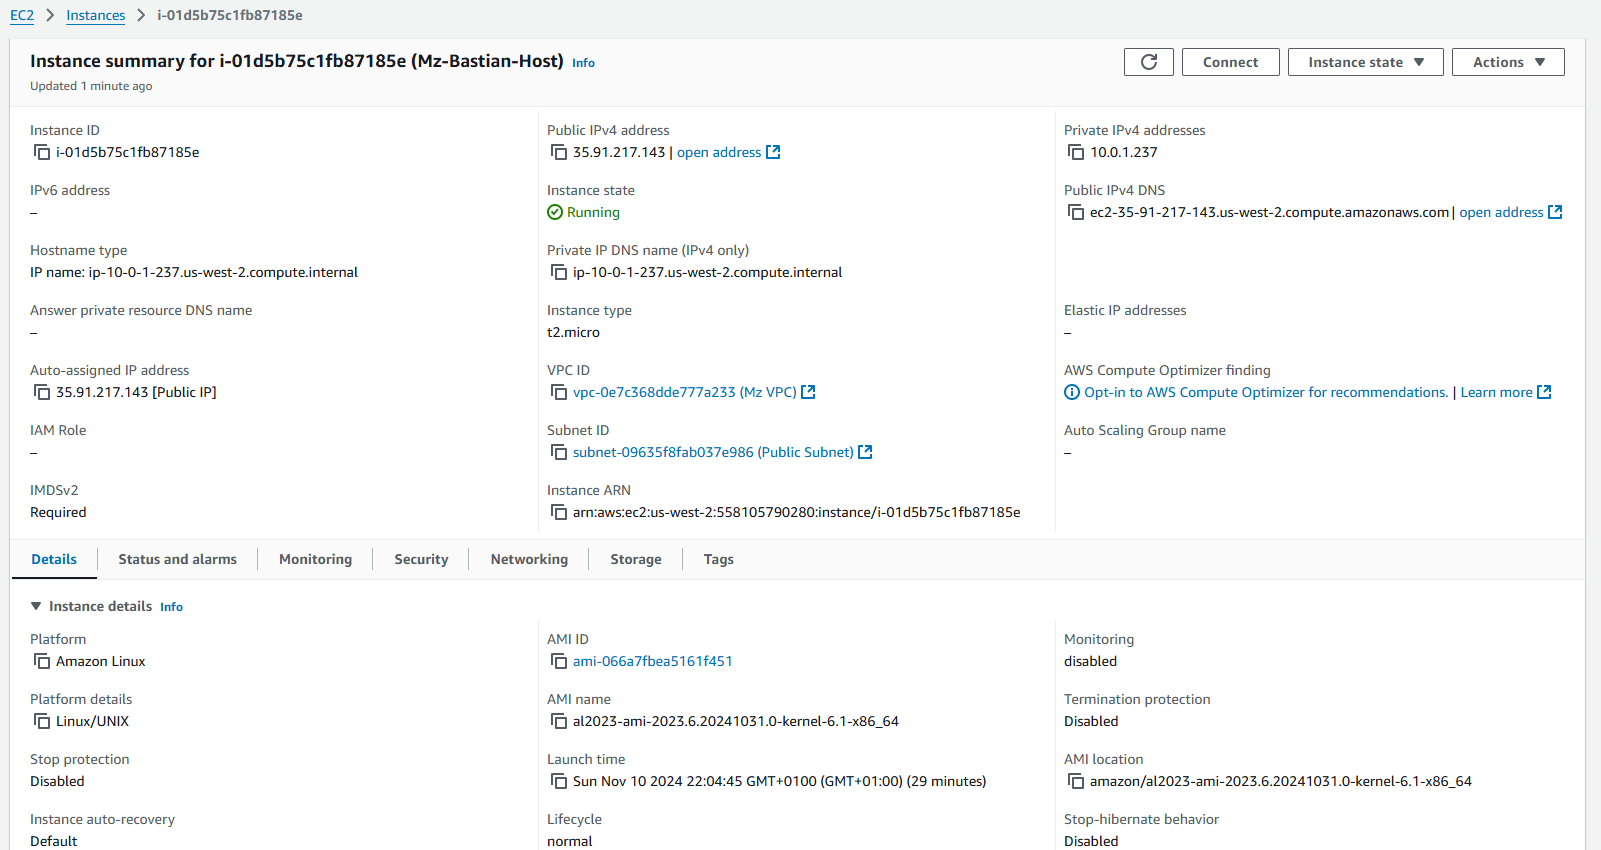 EC2 > Instances > i-01d5b75c1fb87185e
Instance summary for i-01d5b75c1fb87185e (Mz-Bastian-Host) Info
Updated 1 minute ago
Connect
Instance state
Actions
Instance ID
i-01d5b75c1fb87185e
Public IPv4 address
35.91.217.143 | open address
Private IPv4 addresses
10.0.1.237
IPv6 address
–
Instance state
Running
Public IPv4 DNS
ec2-35-91-217-143.us-west-2.compute.amazonaws.com | open address
Hostname type
IP name: ip-10-0-1-237.us-west-2.compute.internal
Private IP DNS name (IPv4 only)
ip-10-0-1-237.us-west-2.compute.internal
Answer private resource DNS name
–
Instance type
t2.micro
Elastic IP addresses
–
Auto-assigned IP address
35.91.217.143 [Public IP]
VPC ID
vpc-0e7c368dde777a233 (Mz VPC)
AWS Compute Optimizer finding
Opt-in to AWS Compute Optimizer for recommendations. | Learn more
IAM Role
–
Subnet ID
subnet-09635f8fab037e986 (Public Subnet)
Auto Scaling Group name
–
IMDSv2
Required
Instance ARN
arn:aws:ec2:us-west-2:558105790280:instance/i-01d5b75c1fb87185e
Details
Status and alarms
Monitoring
Security
Networking
Storage
Tags
Instance details Info
Platform
Amazon Linux
AMI ID
ami-066a7fbea5161f451
Monitoring
disabled
Platform details
Linux/UNIX
AMI name
al2023-ami-2023.6.20241031.0-kernel-6.1-x86_64
Termination protection
Disabled
Stop protection
Disabled
Launch time
Sun Nov 10 2024 22:04:45 GMT+0100 (GMT+01:00) (29 minutes)
AMI location
amazon/al2023-ami-2023.6.20241031.0-kernel-6.1-x86_64
Instance auto-recovery
Default
Lifecycle
normal
Stop-hibernate behavior
Disabled